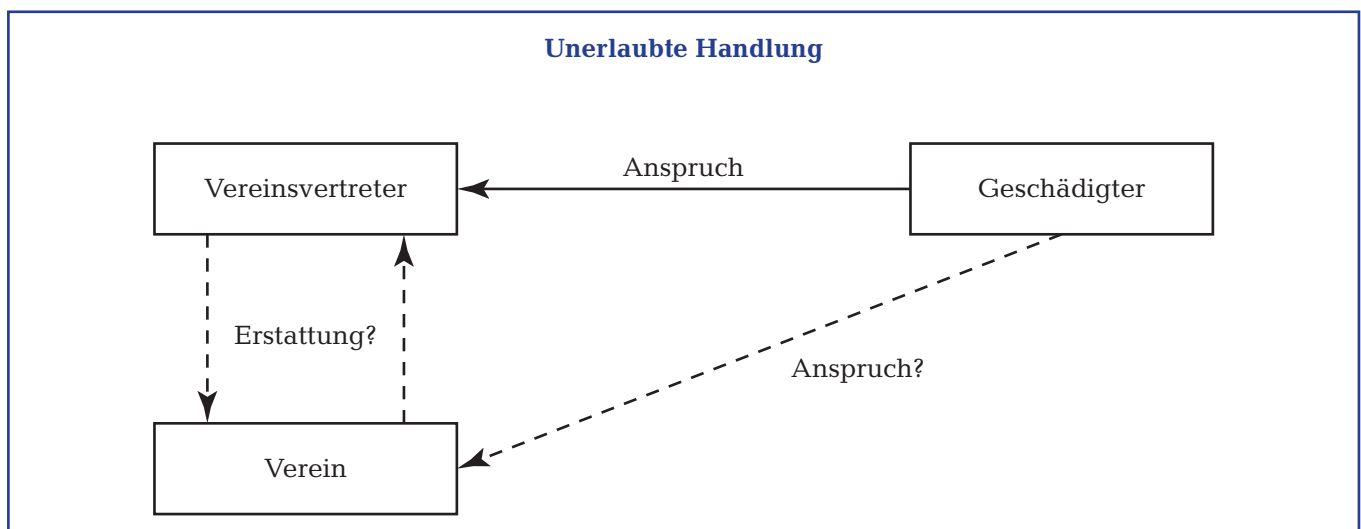 Unerlaubte Handlung
Vereinsvertreter
Anspruch
Geschädigter
Erstattung?
Anspruch?
Verein